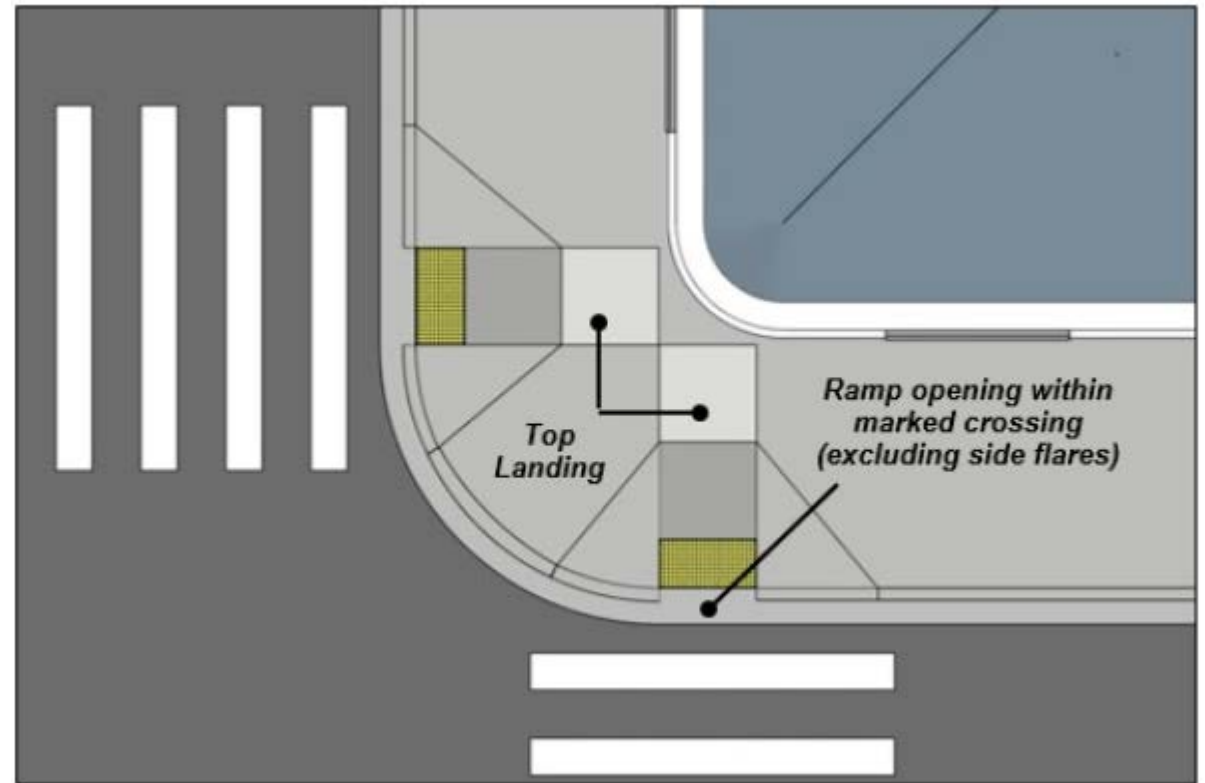 Top
Landing
Ramp opening within
marked crossing
(excluding side flares)